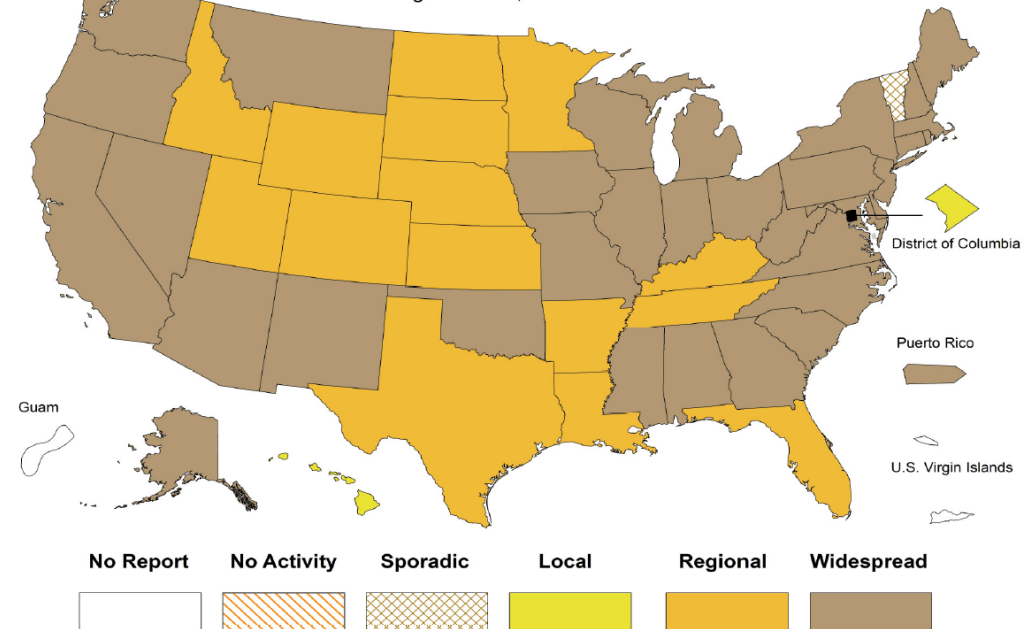 District of Columbia
Puerto Rico
Guam
U.S. Virgin Islands
No Report No Activity Sporadic Local Regional Widespread